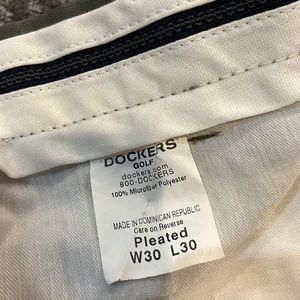 DOCKERS
GOLF
dockers.com
800-DOCKERS
100% Microfiber Polyester
MADE IN DOMINICAN REPUBLIC
Care on Reverse
Pleated
W30 L30